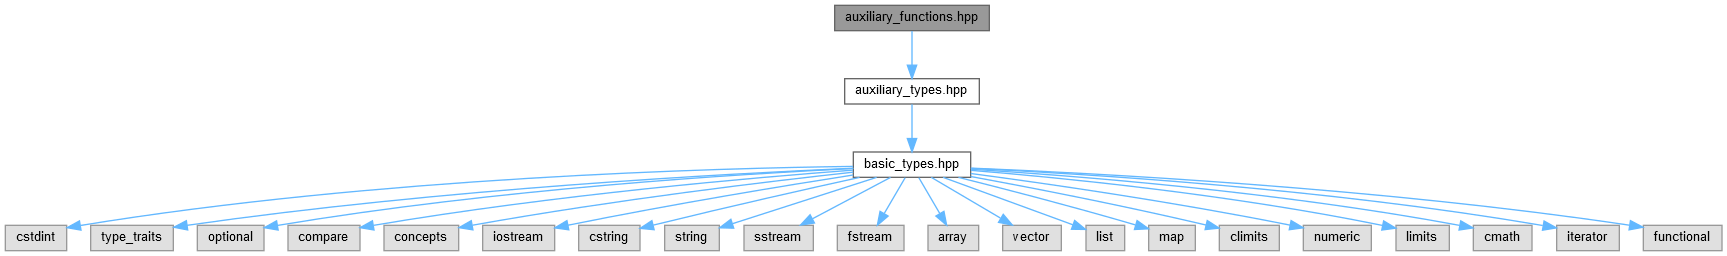 auxiliary_functions.hpp
auxiliary_types.hpp
basic_types.hpp
cstdint
type_traits
optional
compare
concepts
iostream
cstring
string
sstream
fstream
array
vector
list
map
climits
numeric
limits
cmath
iterator
functional